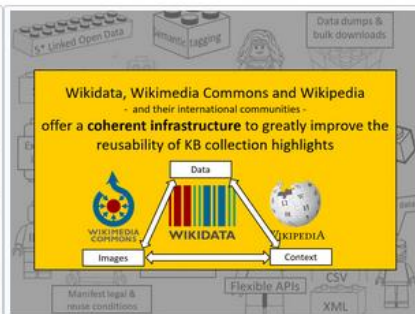 5* Linked Open Data
Semantic tagging
Data dumps &
bulk downloads
Wikidata, Wikimedia Commons and Wikipedia
- and their international communities -
offer a coherent infrastructure to greatly improve the
reusability of KB collection highlights
Data
WIKIMEDIA
COMMONS
WIKIDATA
WIKIPEDIA
Images
Context
Manifest legal &
reuse conditions
Flexible APIs
CSV
XML